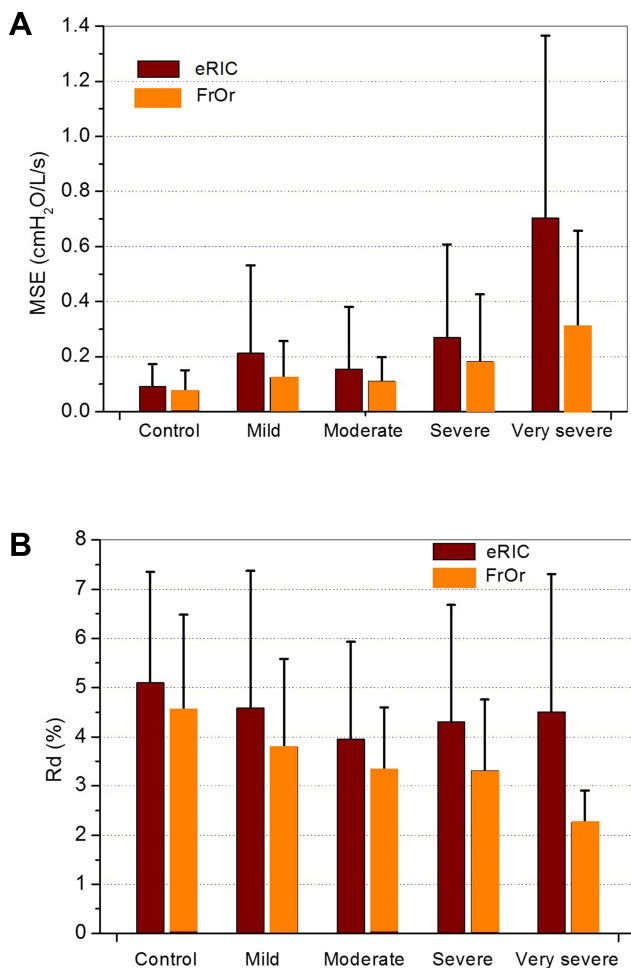 A
1.4
1.2
1.0
0.8
0.6
0.4
0.2
0.0
MSE (cmH₂O/L/s)
eRIC
FrOr
Control Mild Moderate Severe Very severe
B
8
7
6
5
4
3
2
1
0
Rd (%)
eRIC
FrOr
Control Mild Moderate Severe Very severe